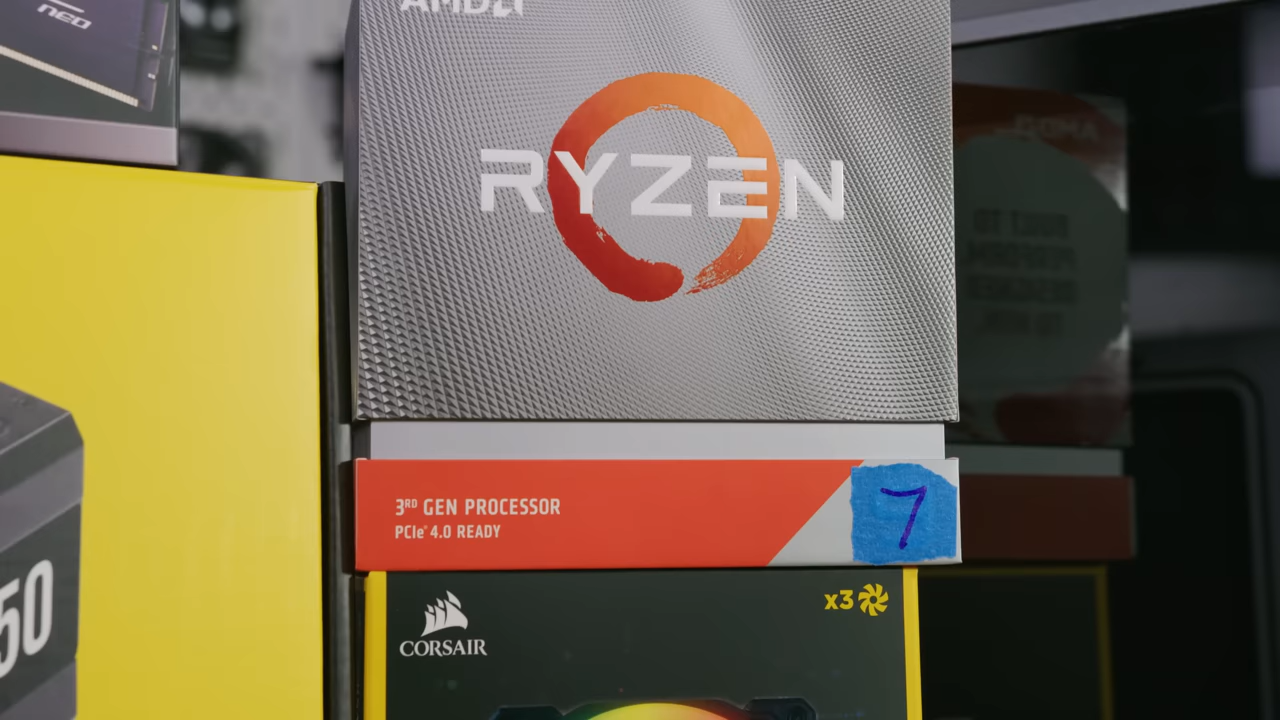 NEO
AMD
RYZEN
3RD GEN PROCESSOR
PCIe® 4.0 READY
7
50
CORSAIR
x3